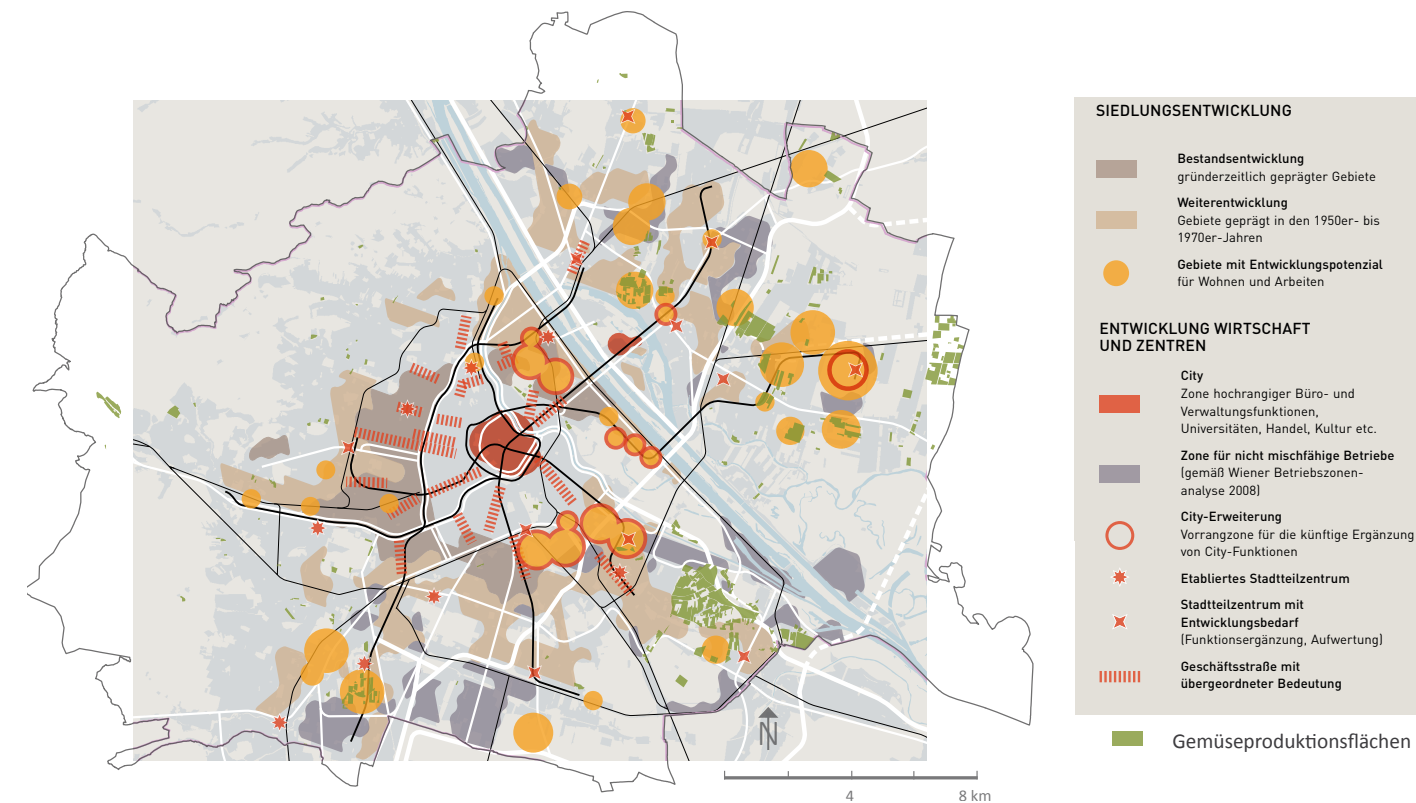 SIEDLUNGSENTWICKLUNG
Bestandsentwicklung
gründerzeitlich geprägter Gebiete
Weiterentwicklung
Gebiete geprägt in den 1950er- bis
1970er-Jahren
Gebiete mit Entwicklungspotenzial
für Wohnen und Arbeiten
ENTWICKLUNG WIRTSCHAFT
UND ZENTREN
City
Zone hochrangiger Büro- und
Verwaltungsfunktionen,
Universitäten, Handel, Kultur etc.
Zone für nicht mischfähige Betriebe
(gemäß Wiener Betriebszonen-
analyse 2008)
City-Erweiterung
Vorrangzone für die künftige Ergänzung
von City-Funktionen
Etabliertes Stadtteilzentrum
Stadtteilzentrum mit
Entwicklungsbedarf
(Funktionsergänzung, Aufwertung)
Geschäftsstraße mit
übergeordneter Bedeutung
Gemüseproduktionsflächen
N
4
8 km